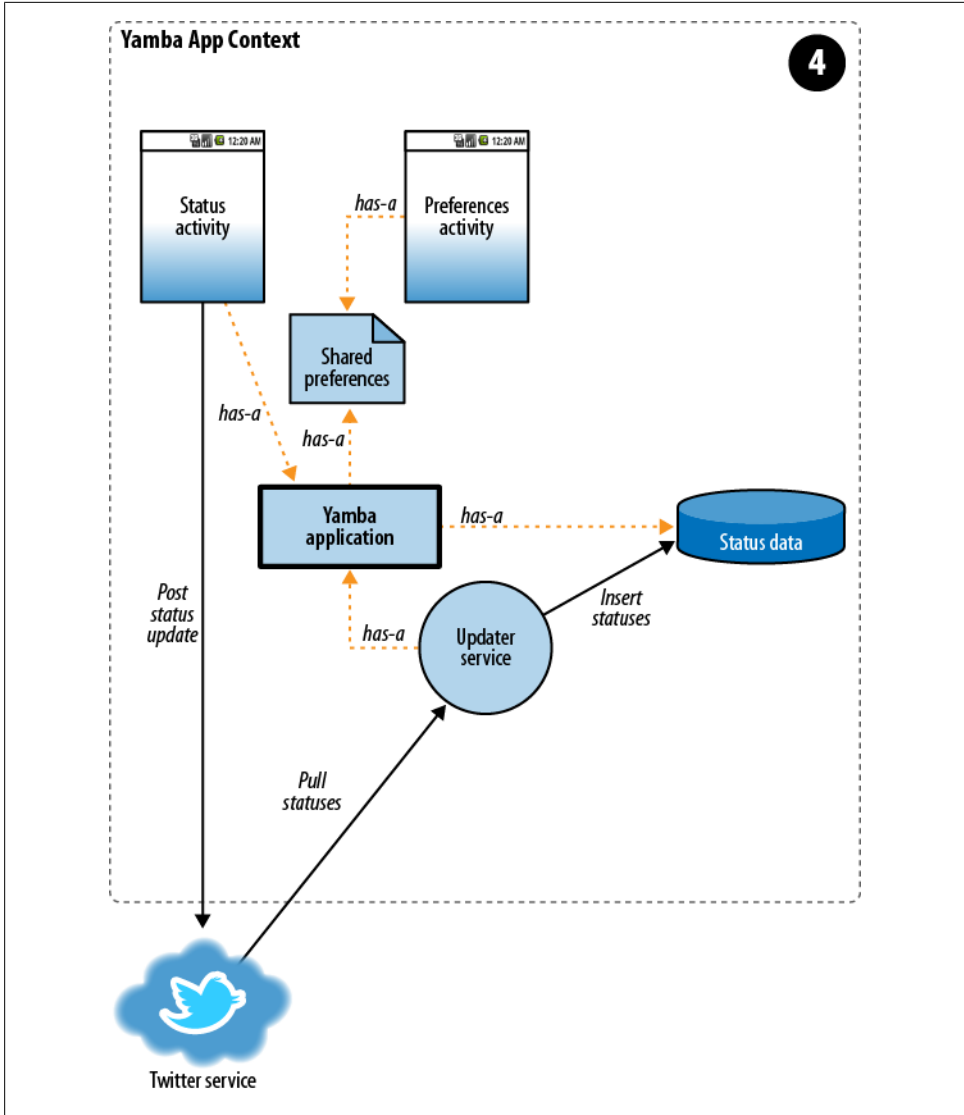 Yamba App Context
4
12:20 AM
12:20 AM
Status
activity
has-a
Preferences
activity
Shared
preferences
has-a
has-a
Yamba
application
has-a
Status data
Post
status
update
has-a
Updater
service
Insert
statuses
Pull
statuses
Twitter service